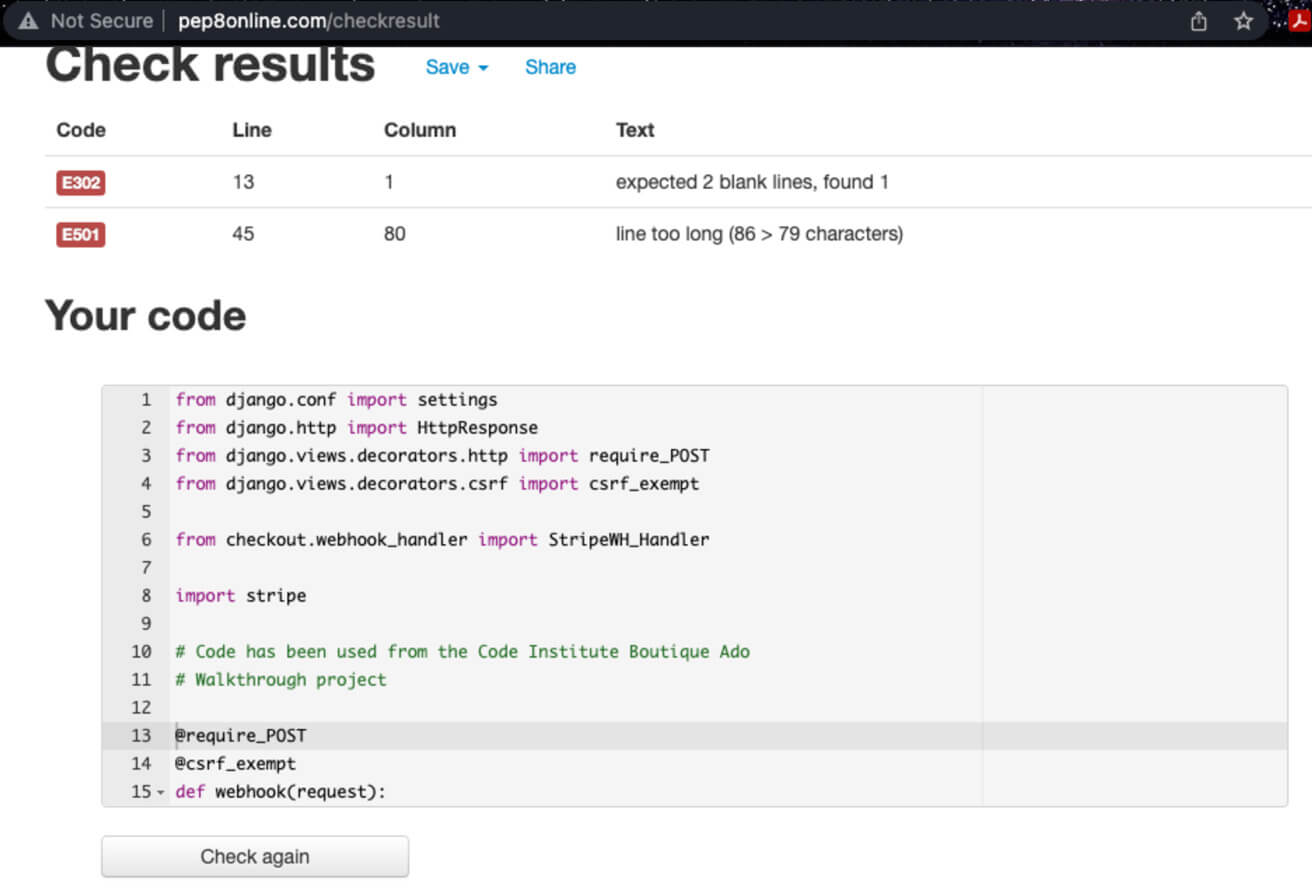 Not Secure pep8online.com/checkresult
Check results Save Share
Code Line Column Text
E302 13 1 expected 2 blank lines, found 1
E501 45 80 line too long (86 > 79 characters)
Your code
1 from django.conf import settings
2 from django.http import HttpResponse
3 from django.views.decorators.http import require_POST
4 from django.views.decorators.csrf import csrf_exempt
5
6 from checkout.webhook_handler import StripeWH_Handler
7
8 import stripe
9
10 # Code has been used from the Code Institute Boutique Ado
11 # Walkthrough project
12
13 @require_POST
14 @csrf_exempt
15 def webhook(request):
Check again